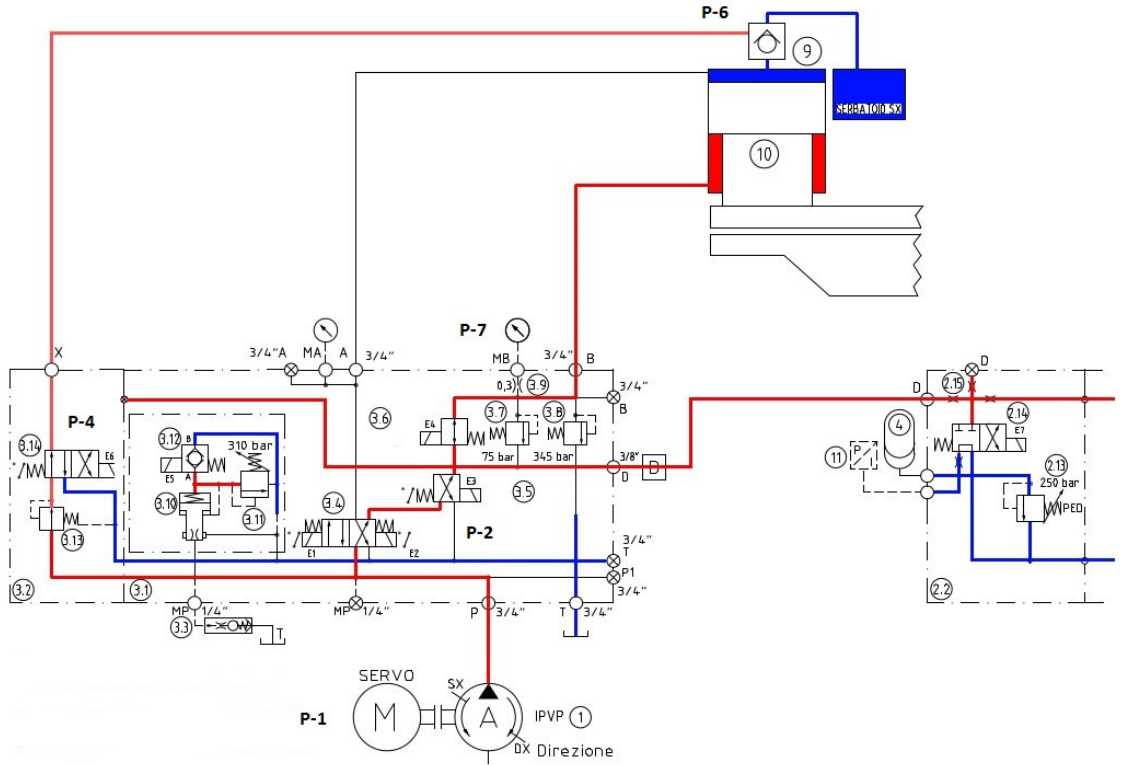 P-6
9
SERBATOIO SX
10
P-7
X
3/4"A
MA
A
3/4"
MB
3/4"
B
0,3
3.9
3/4"
B
P-4
3.6
3.7
3.8
3.12
B
310 bar
E4
3.14
E6
E5
A
75 bar
345 bar
3/8"
D
D
3.10
3.11
3.4
E3
3.5
3.13
E1
E2
P-2
3/4"
T
P1
3/4"
3.2
3.1
MP
1/4"
MP
1/4"
P
3/4"
T
3/4"
3.3
T
D
D
2.15
2.14
4
E7
11
P
2.13
250 bar
PED
2.2
SERVO
SX
P-1
M
A
IPVP
1
DX
Direzione